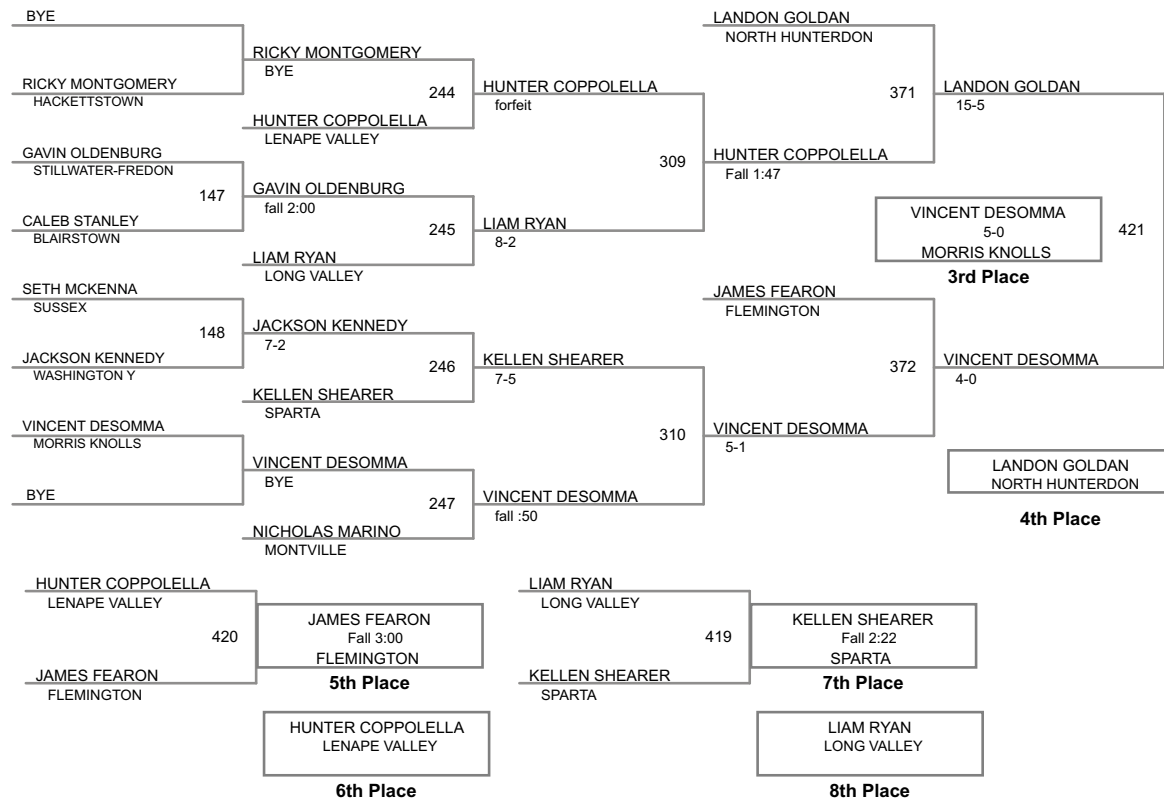 BYE
RICKY MONTGOMERY
HACKETTSTOWN
GAVIN OLDENBURG
STILLWATER-FREDON
147
CALEB STANLEY
BLAIRSTOWN
SETH MCKENNA
SUSSEX
148
JACKSON KENNEDY
WASHINGTON Y
VINCENT DESOMMA
MORRIS KNOLLS
BYE
RICKY MONTGOMERY
BYE
244
HUNTER COPPOLELLA
LENAPE VALLEY
GAVIN OLDENBURG
fall 2:00
245
LIAM RYAN
LONG VALLEY
JACKSON KENNEDY
7-2
246
KELLEN SHEARER
SPARTA
VINCENT DESOMMA
BYE
247
NICHOLAS MARINO
MONTVILLE
HUNTER COPPOLELLA
forfeit
309
LIAM RYAN
8-2
KELLEN SHEARER
7-5
310
VINCENT DESOMMA
fall :50
LANDON GOLDAN
NORTH HUNTERDON
371
HUNTER COPPOLELLA
Fall 1:47
JAMES FEARON
FLEMINGTON
372
VINCENT DESOMMA
5-1
LANDON GOLDAN
15-5
VINCENT DESOMMA
5-0
MORRIS KNOLLS
421
3rd Place
VINCENT DESOMMA
4-0
LANDON GOLDAN
NORTH HUNTERDON
4th Place
HUNTER COPPOLELLA
LENAPE VALLEY
420
JAMES FEARON
FLEMINGTON
JAMES FEARON
Fall 3:00
FLEMINGTON
5th Place
HUNTER COPPOLELLA
LENAPE VALLEY
6th Place
LIAM RYAN
LONG VALLEY
419
KELLEN SHEARER
SPARTA
KELLEN SHEARER
Fall 2:22
SPARTA
7th Place
LIAM RYAN
LONG VALLEY
8th Place